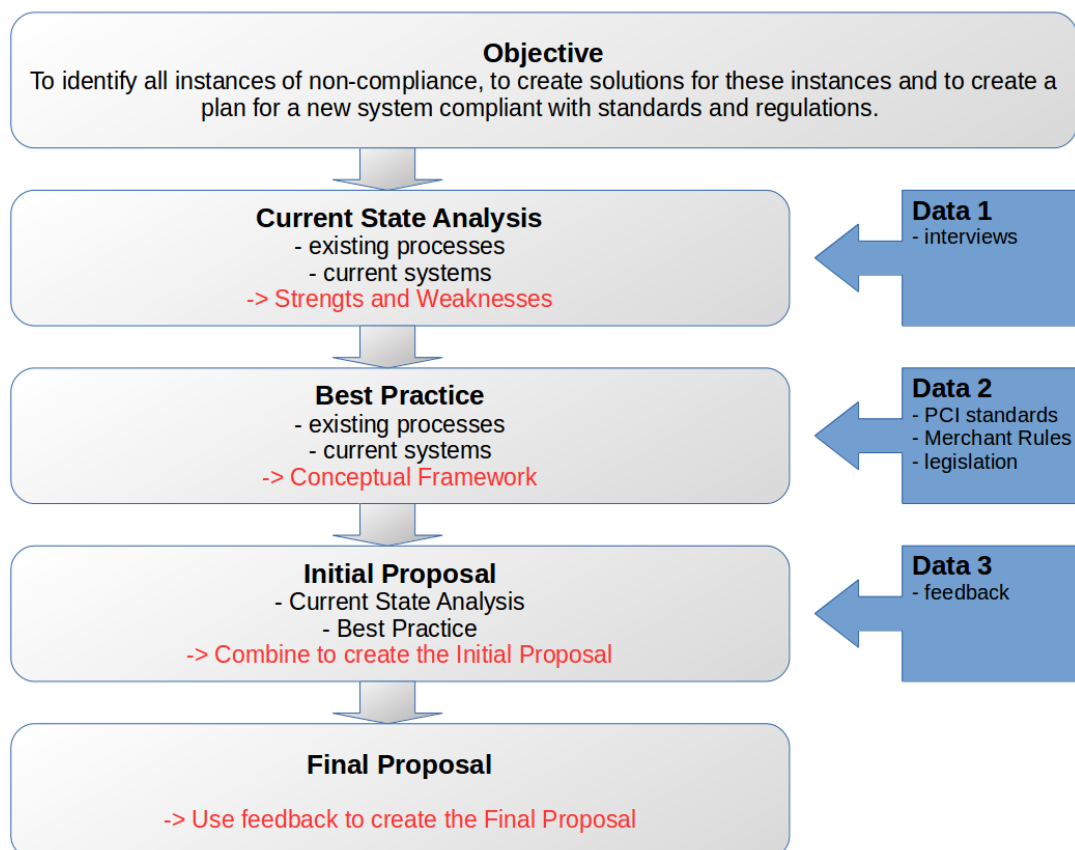 Objective
To identify all instances of non-compliance, to create solutions for these instances and to create a
plan for a new system compliant with standards and regulations.
Current State Analysis
- existing processes
- current systems
-> Strengts and Weaknesses
Data 1
- interviews
Best Practice
- existing processes
- current systems
-> Conceptual Framework
Data 2
- PCI standards
- Merchant Rules
- legislation
Initial Proposal
- Current State Analysis
- Best Practice
-> Combine to create the Initial Proposal
Data 3
- feedback
Final Proposal
-> Use feedback to create the Final Proposal